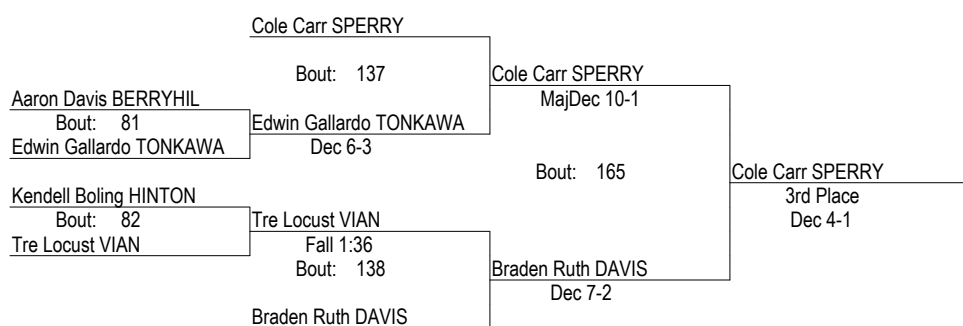 Cole Carr SPERRY
Bout: 137
Cole Carr SPERRY
MajDec 10-1
Aaron Davis BERRYHIL
Bout: 81
Edwin Gallardo TONKAWA
Edwin Gallardo TONKAWA
Dec 6-3
Bout: 165
Cole Carr SPERRY
3rd Place
Dec 4-1
Kendell Boling HINTON
Bout: 82
Tre Locust VIAN
Tre Locust VIAN
Fall 1:36
Bout: 138
Braden Ruth DAVIS
Dec 7-2
Braden Ruth DAVIS